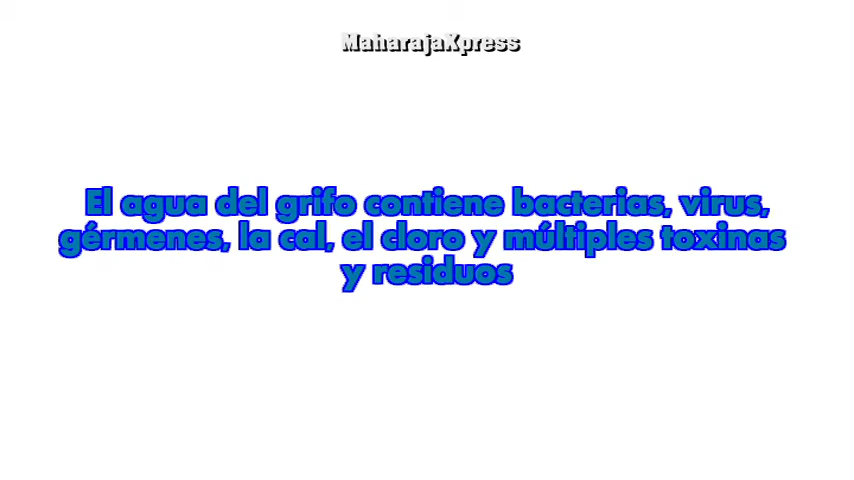 MaharajaXpress
El agua del grifo contiene bacterias, virus,
gérmenes, la cal, el cloro y múltiples toxinas
y residuos